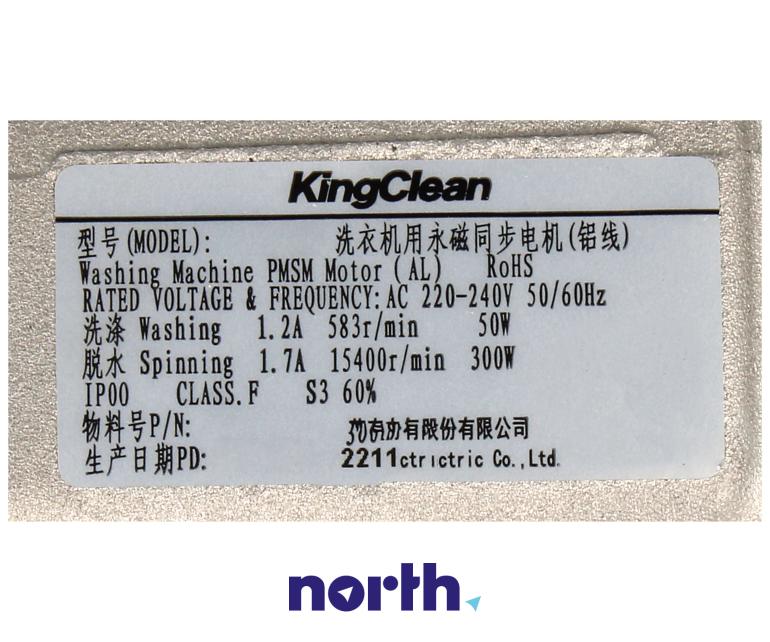 KingClean
型号(MODEL): 洗衣机用永磁同步电机(铝线)
Washing Machine PMSM Motor (AL) RoHS
RATED VOLTAGE & FREQUENCY: AC 220-240V 50/60Hz
洗涤 Washing 1.2A 583r/min 50W
脱水 Spinning 1.7A 15400r/min 300W
IP00 CLASS.F S3 60%
物料号P/N: 有限公司
生产日期PD: 2211ctrictric Co.,Ltd.
north